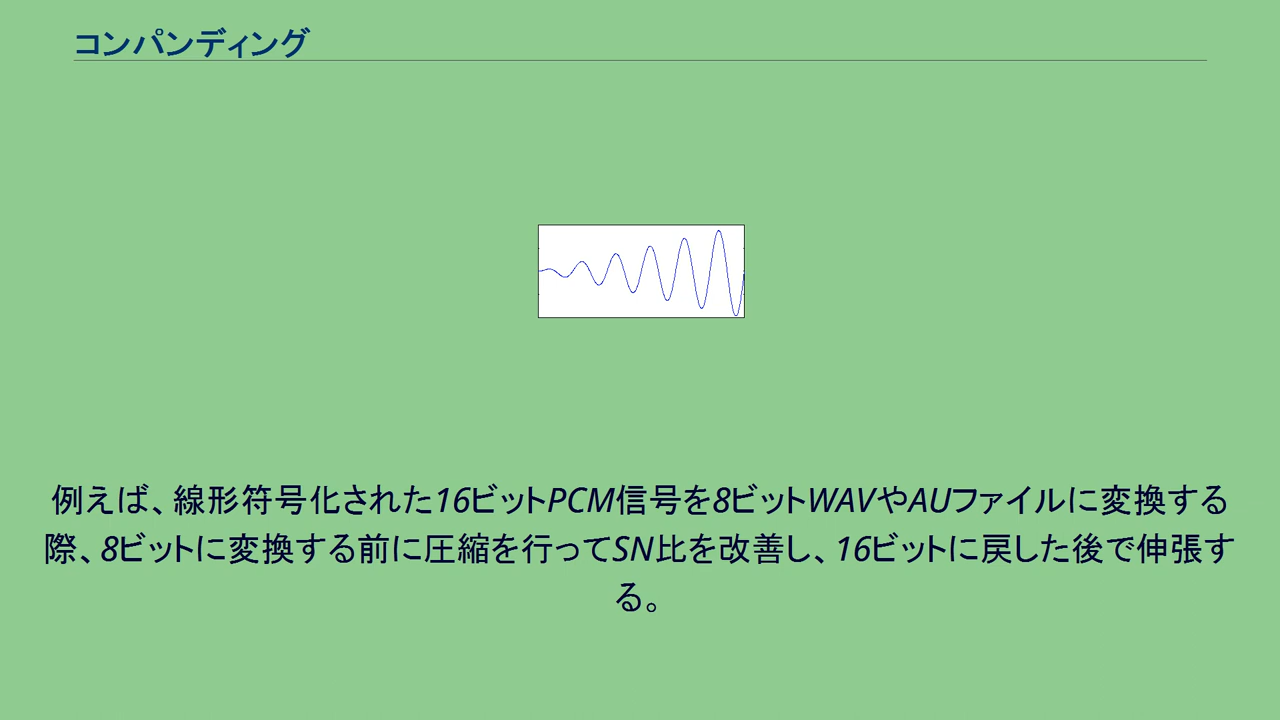 コンパンディング
例えば、線形符号化された16ビットPCM信号を8ビットWAVやAUファイルに変換する
際、8ビットに変換する前に圧縮を行ってSN比を改善し、16ビットに戻した後で伸張す
る。